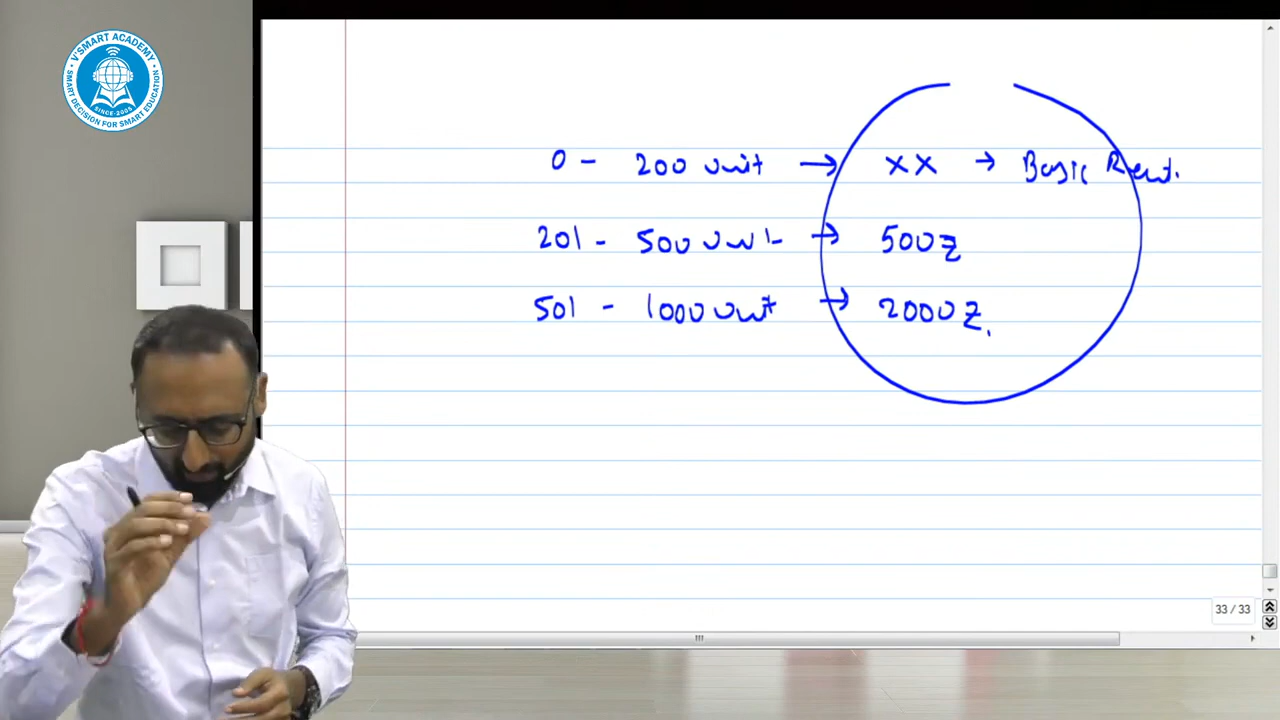 V'SMART ACADEMY
SMART DECISION FOR SMART EDUCATION
SINCE-2005
0 - 200 unit → XX → Basic Rent.
201 - 500 unit → 500Z
501 - 1000 unit → 2000Z.
33 / 33